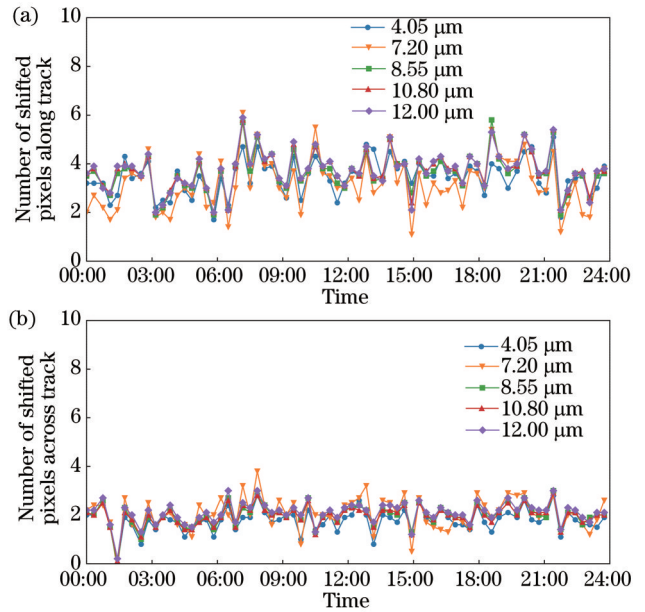 (a)
10
8
6
4
2
0
Number of shifted
pixels along track
4.05 μm
7.20 μm
8.55 μm
10.80 μm
12.00 μm
00:00 03:00 06:00 09:00 12:00 15:00 18:00 21:00 24:00
Time
(b)
10
8
6
4
2
0
Number of shifted
pixels across track
4.05 μm
7.20 μm
8.55 μm
10.80 μm
12.00 μm
00:00 03:00 06:00 09:00 12:00 15:00 18:00 21:00 24:00
Time